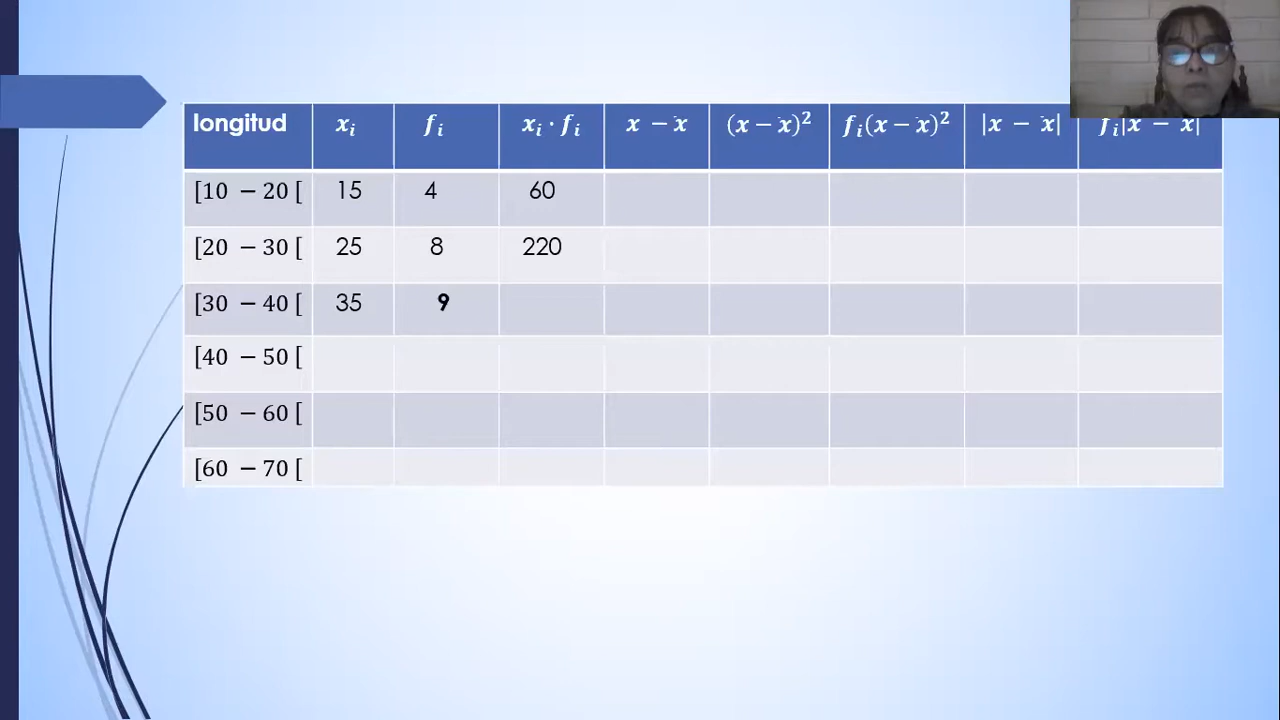 longitud xᵢ fᵢ xᵢ · fᵢ x − x̄ (x − x̄)² fᵢ(x − x̄)² |x − x̄| fᵢ|x − x̄|
[10 − 20 [ 15 4 60
[20 − 30 [ 25 8 220
[30 − 40 [ 35 9
[40 − 50 [
[50 − 60 [
[60 − 70 [